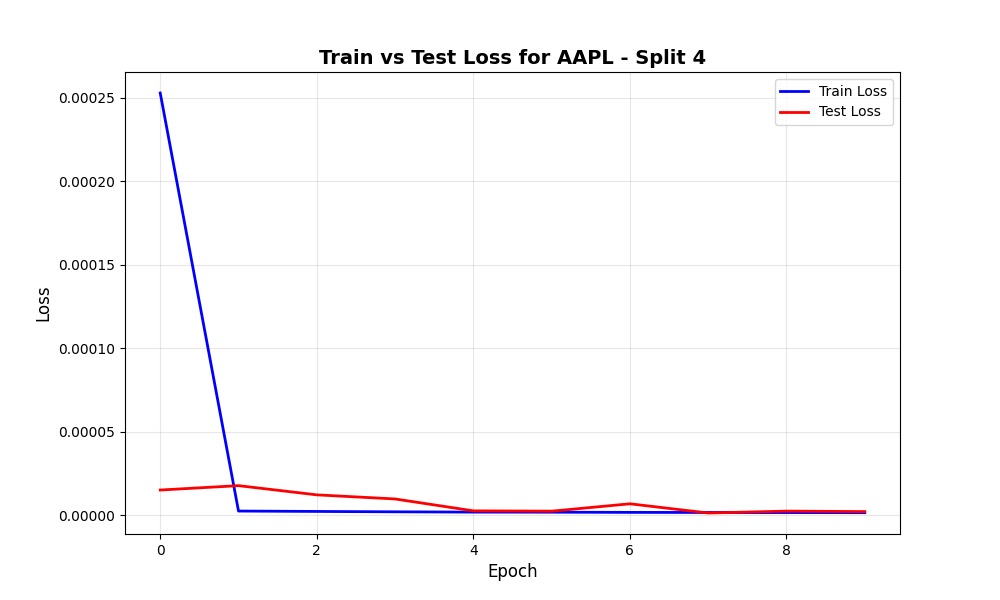 Train vs Test Loss for AAPL - Split 4
Train Loss
Test Loss
0.00025
0.00020
0.00015
0.00010
0.00005
0.00000
Loss
0 2 4 6 8
Epoch